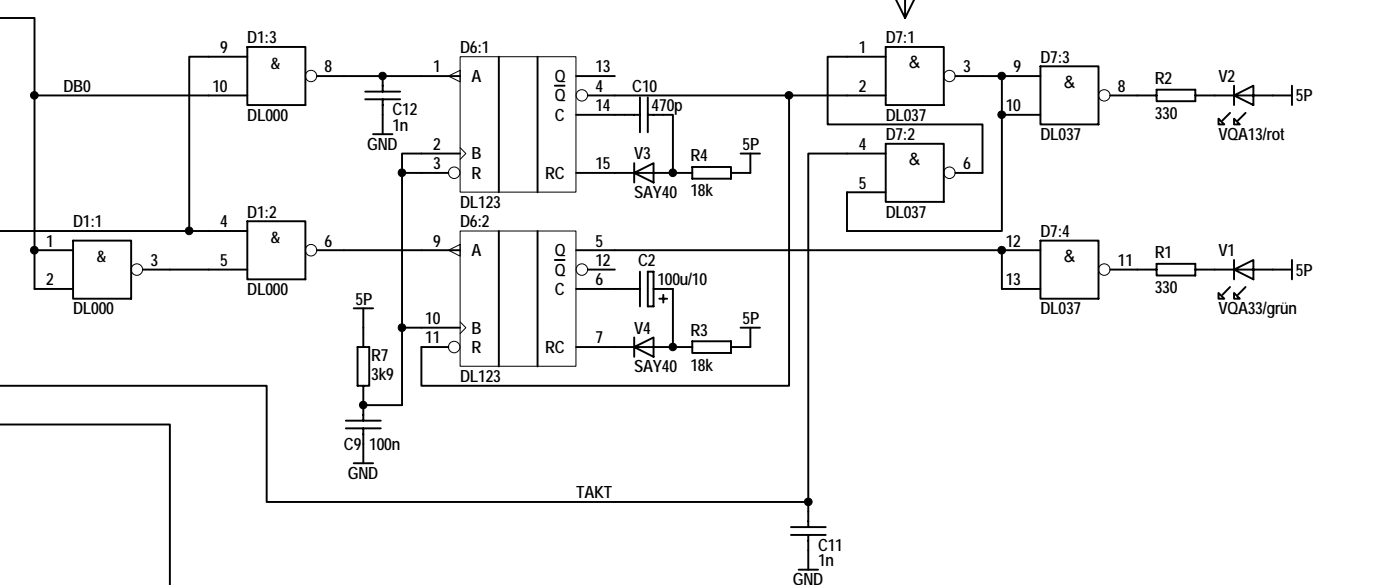 D1:3
9
&
8
DB0
10
DL000
C12
1n
GND
D6:1
1
A
Q
13
Q
4
C
14
C10
470p
2
B
3
R
RC
15
V3
SAY40
R4
18k
5P
DL123
D7:1
1
&
3
2
DL037
D7:2
4
&
6
5
DL037
D7:3
9
&
8
10
DL037
R2
330
V2
5P
VQA13/rot
D1:1
1
&
3
2
DL000
D1:2
4
&
6
5
DL000
D6:2
9
A
Q
5
Q
12
C
6
C2
100u/10
+
10
B
11
R
RC
7
V4
SAY40
R3
18k
5P
DL123
D7:4
12
&
11
13
DL037
R1
330
V1
5P
VQA33/grün
5P
R7
3k9
C9
100n
GND
TAKT
C11
1n
GND